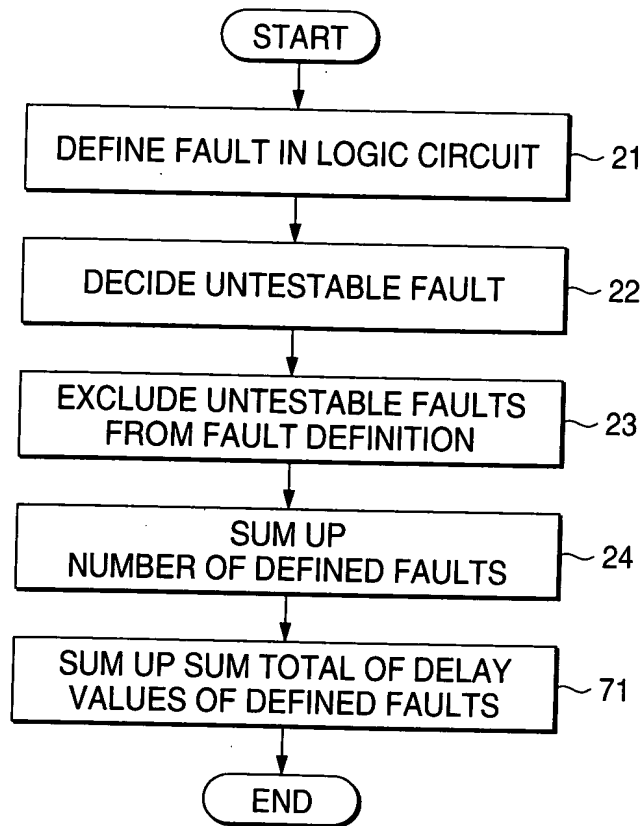 START
DEFINE FAULT IN LOGIC CIRCUIT
21
DECIDE UNTESTABLE FAULT
22
EXCLUDE UNTESTABLE FAULTS
FROM FAULT DEFINITION
23
SUM UP
NUMBER OF DEFINED FAULTS
24
SUM UP SUM TOTAL OF DELAY
VALUES OF DEFINED FAULTS
71
END